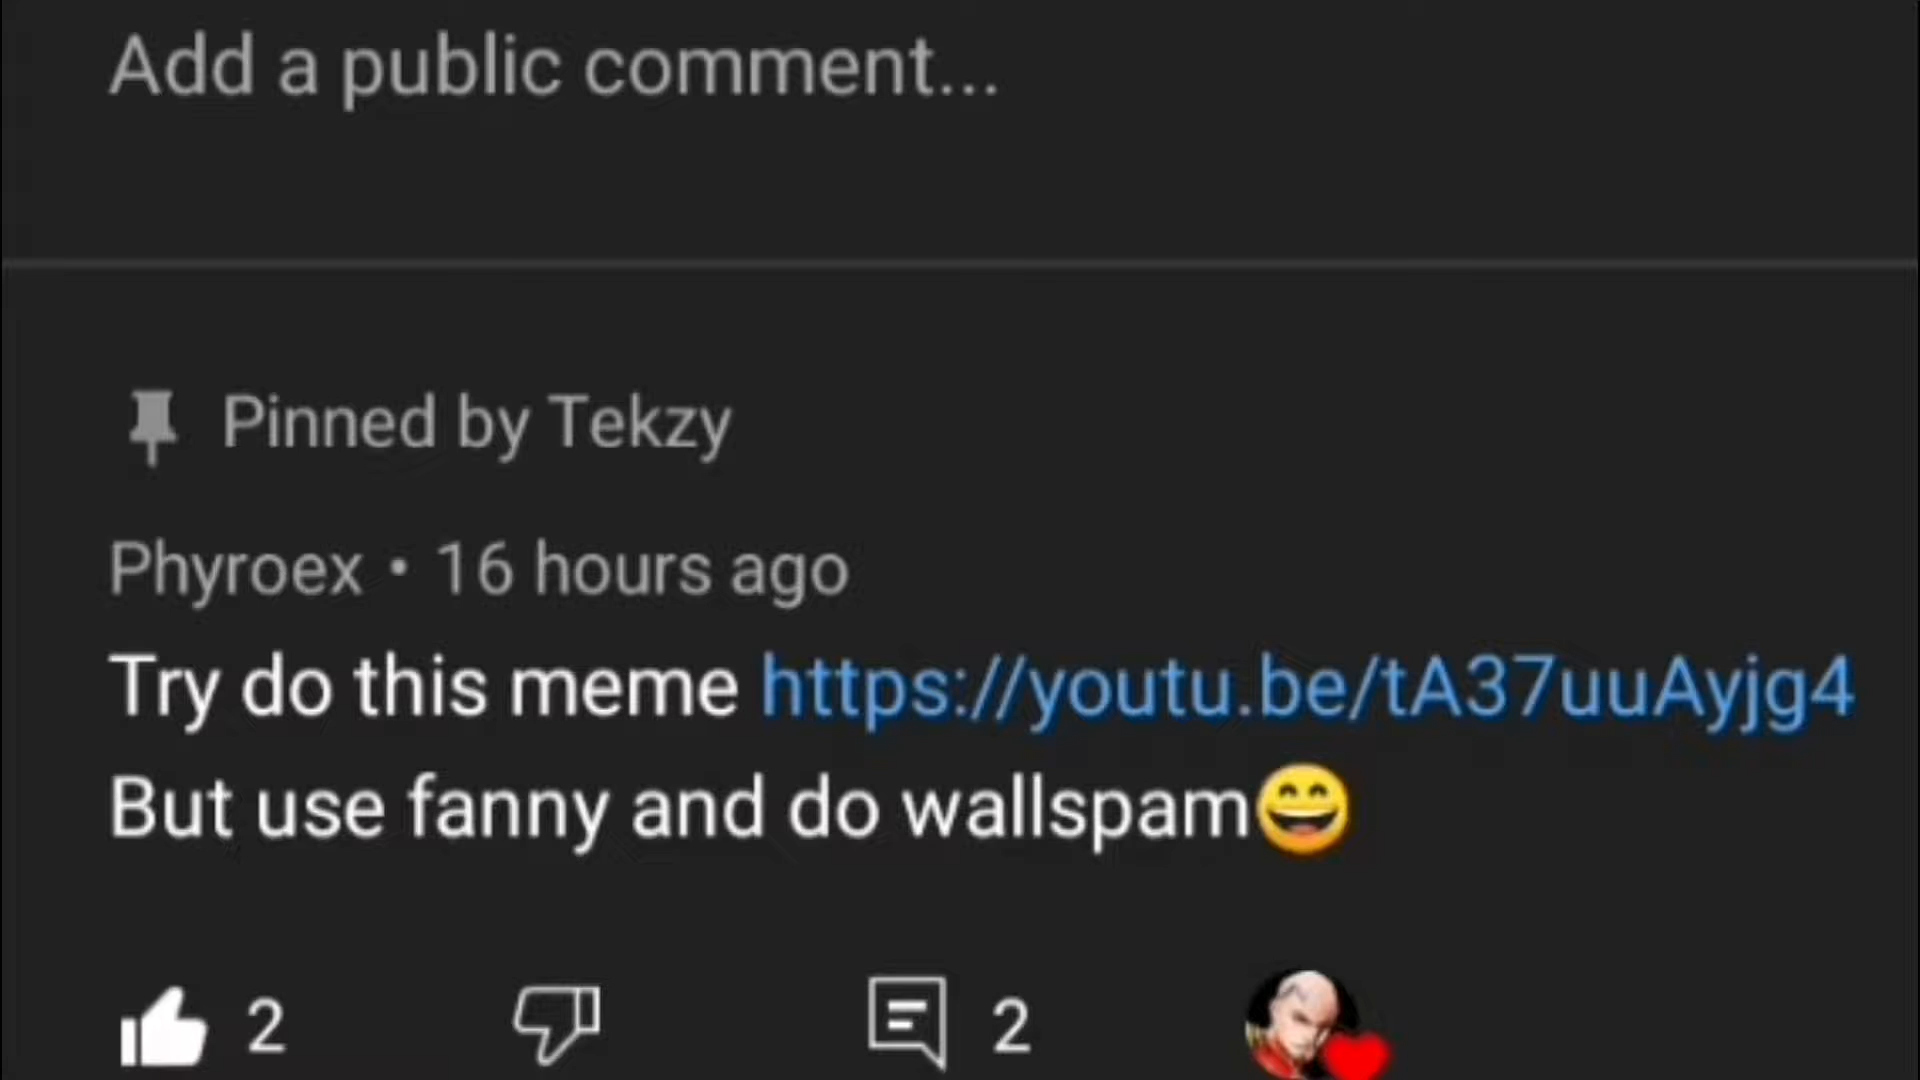 Add a public comment...
Pinned by Tekzy
Phyroex • 16 hours ago
Try do this meme https://youtu.be/tA37uuAyjg4
But use fanny and do wallspam😄
2
2